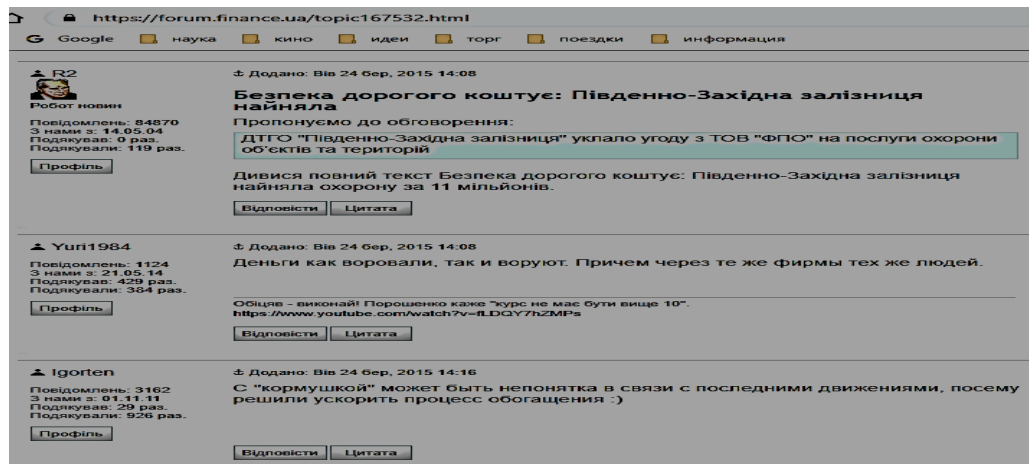 https://forum.finance.ua/topic167532.html
G Google наука кино идеи торг поездки информация
R2
Робот новин
Повідомлень: 84870
З нами з: 14.05.04
Подякував: 0 раз.
Подякували: 119 раз.
Профіль
Додано: Вів 24 бер, 2015 14:08
Безпека дорогого коштує: Південно-Західна залізниця
найняла
Пропонуємо до обговорення:
ДТГО "Південно-Західна залізниця" уклало угоду з ТОВ "ФПО" на послуги охорони
об'єктів та територій
Дивися повний текст Безпека дорогого коштує: Південно-Західна залізниця
найняла охорону за 11 мільйонів.
Відповісти Цитата
Yuri1984
Повідомлень: 1124
З нами з: 21.05.14
Подякував: 429 раз.
Подякували: 384 раз.
Профіль
Додано: Вів 24 бер, 2015 14:08
Деньги как воровали, так и воруют. Причем через те же фирмы тех же людей.
Обіцяв - виконай! Порошенко каже "курс не має бути вище 10".
https://www.youtube.com/watch?v=fLDQY7hZMPs
Відповісти Цитата
Igorten
Повідомлень: 3162
З нами з: 01.11.11
Подякував: 29 раз.
Подякували: 926 раз.
Профіль
Додано: Вів 24 бер, 2015 14:16
С "кормушкой" может быть непонятка в связи с последними движениями, посему
решили ускорить процесс обогащения :)
Відповісти Цитата